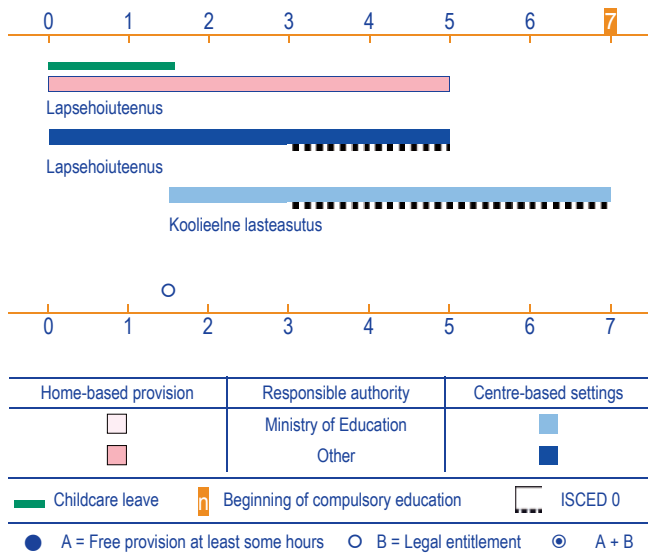 0 1 2 3 4 5 6 7
Lapsehoiuteenus
Lapsehoiuteenus
Koolieelne lasteasutus
0 1 2 3 4 5 6 7
Home-based provision Responsible authority Centre-based settings
Ministry of Education
Other
Childcare leave n Beginning of compulsory education ISCED 0
A = Free provision at least some hours B = Legal entitlement A + B